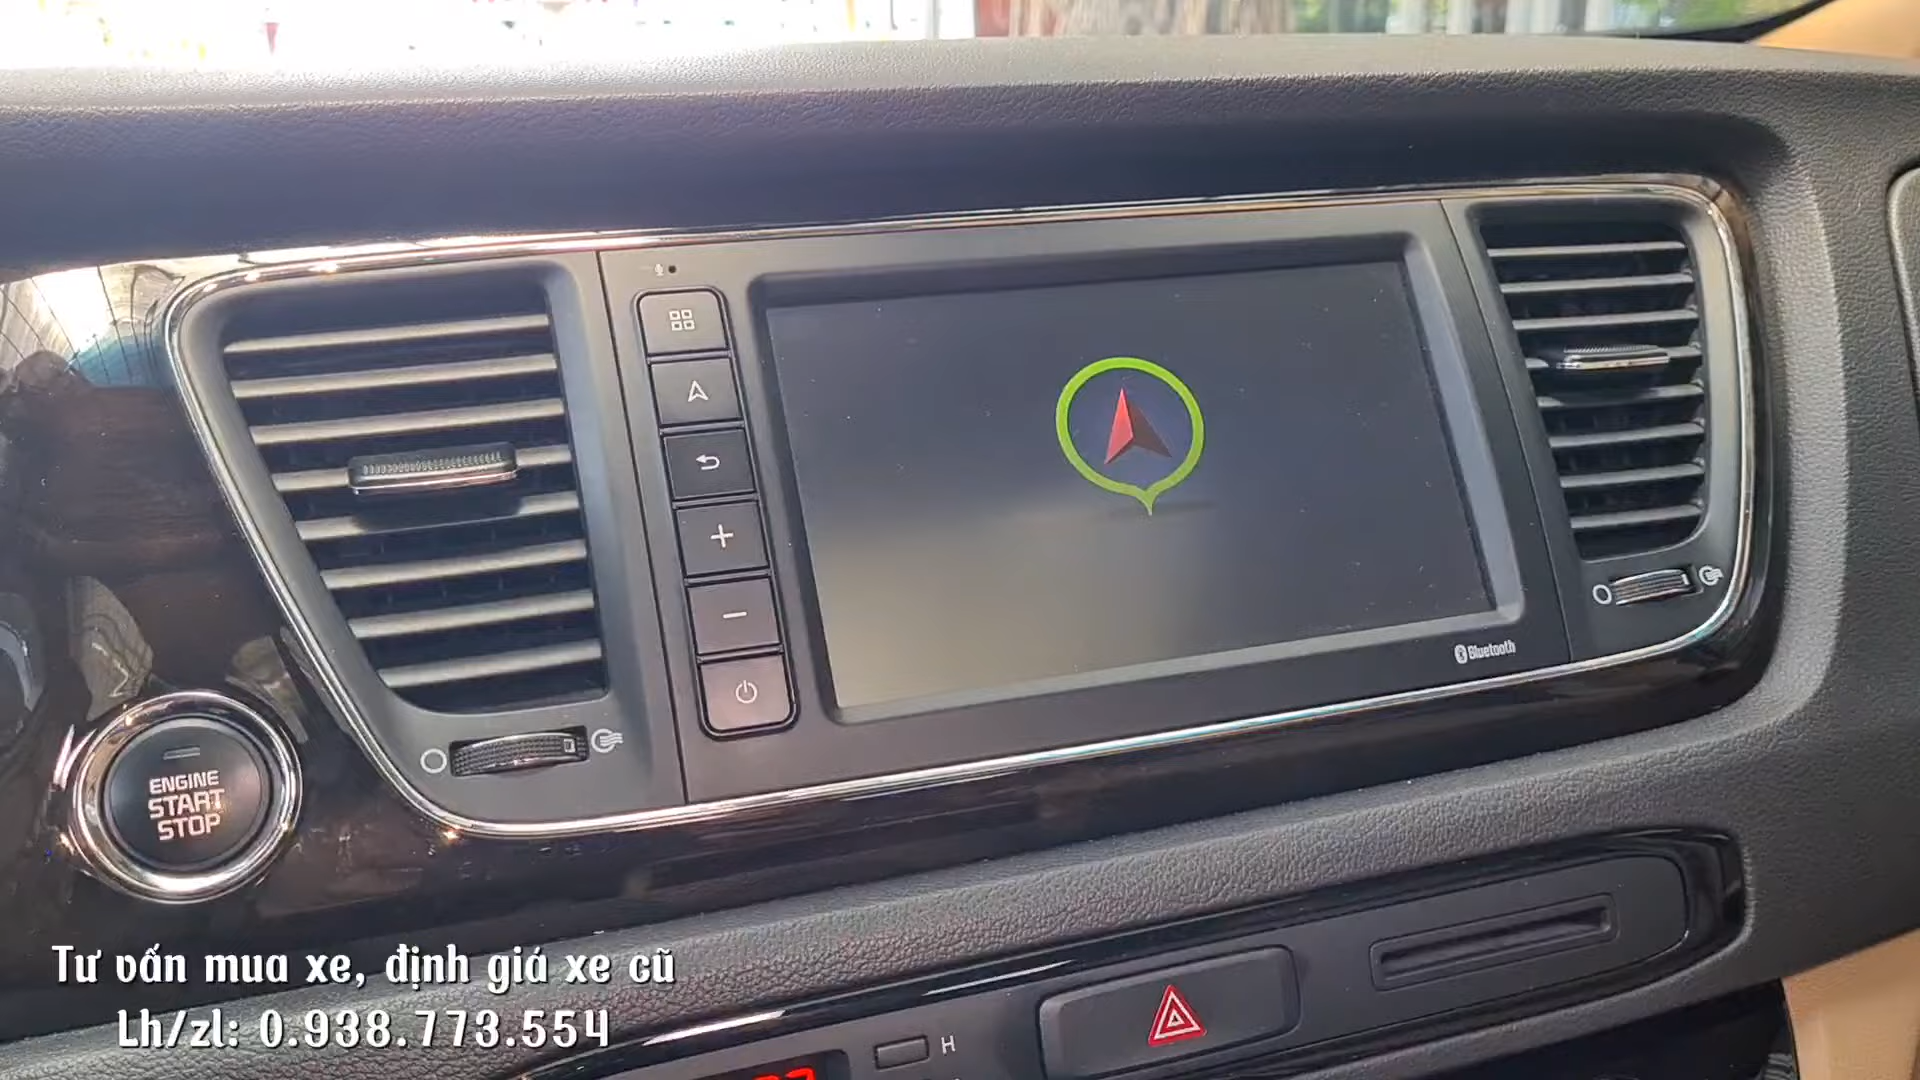 Bluetooth
ENGINE
START
STOP
Tư vấn mua xe, định giá xe cũ
Lh/zl: 0.938.773.554
H